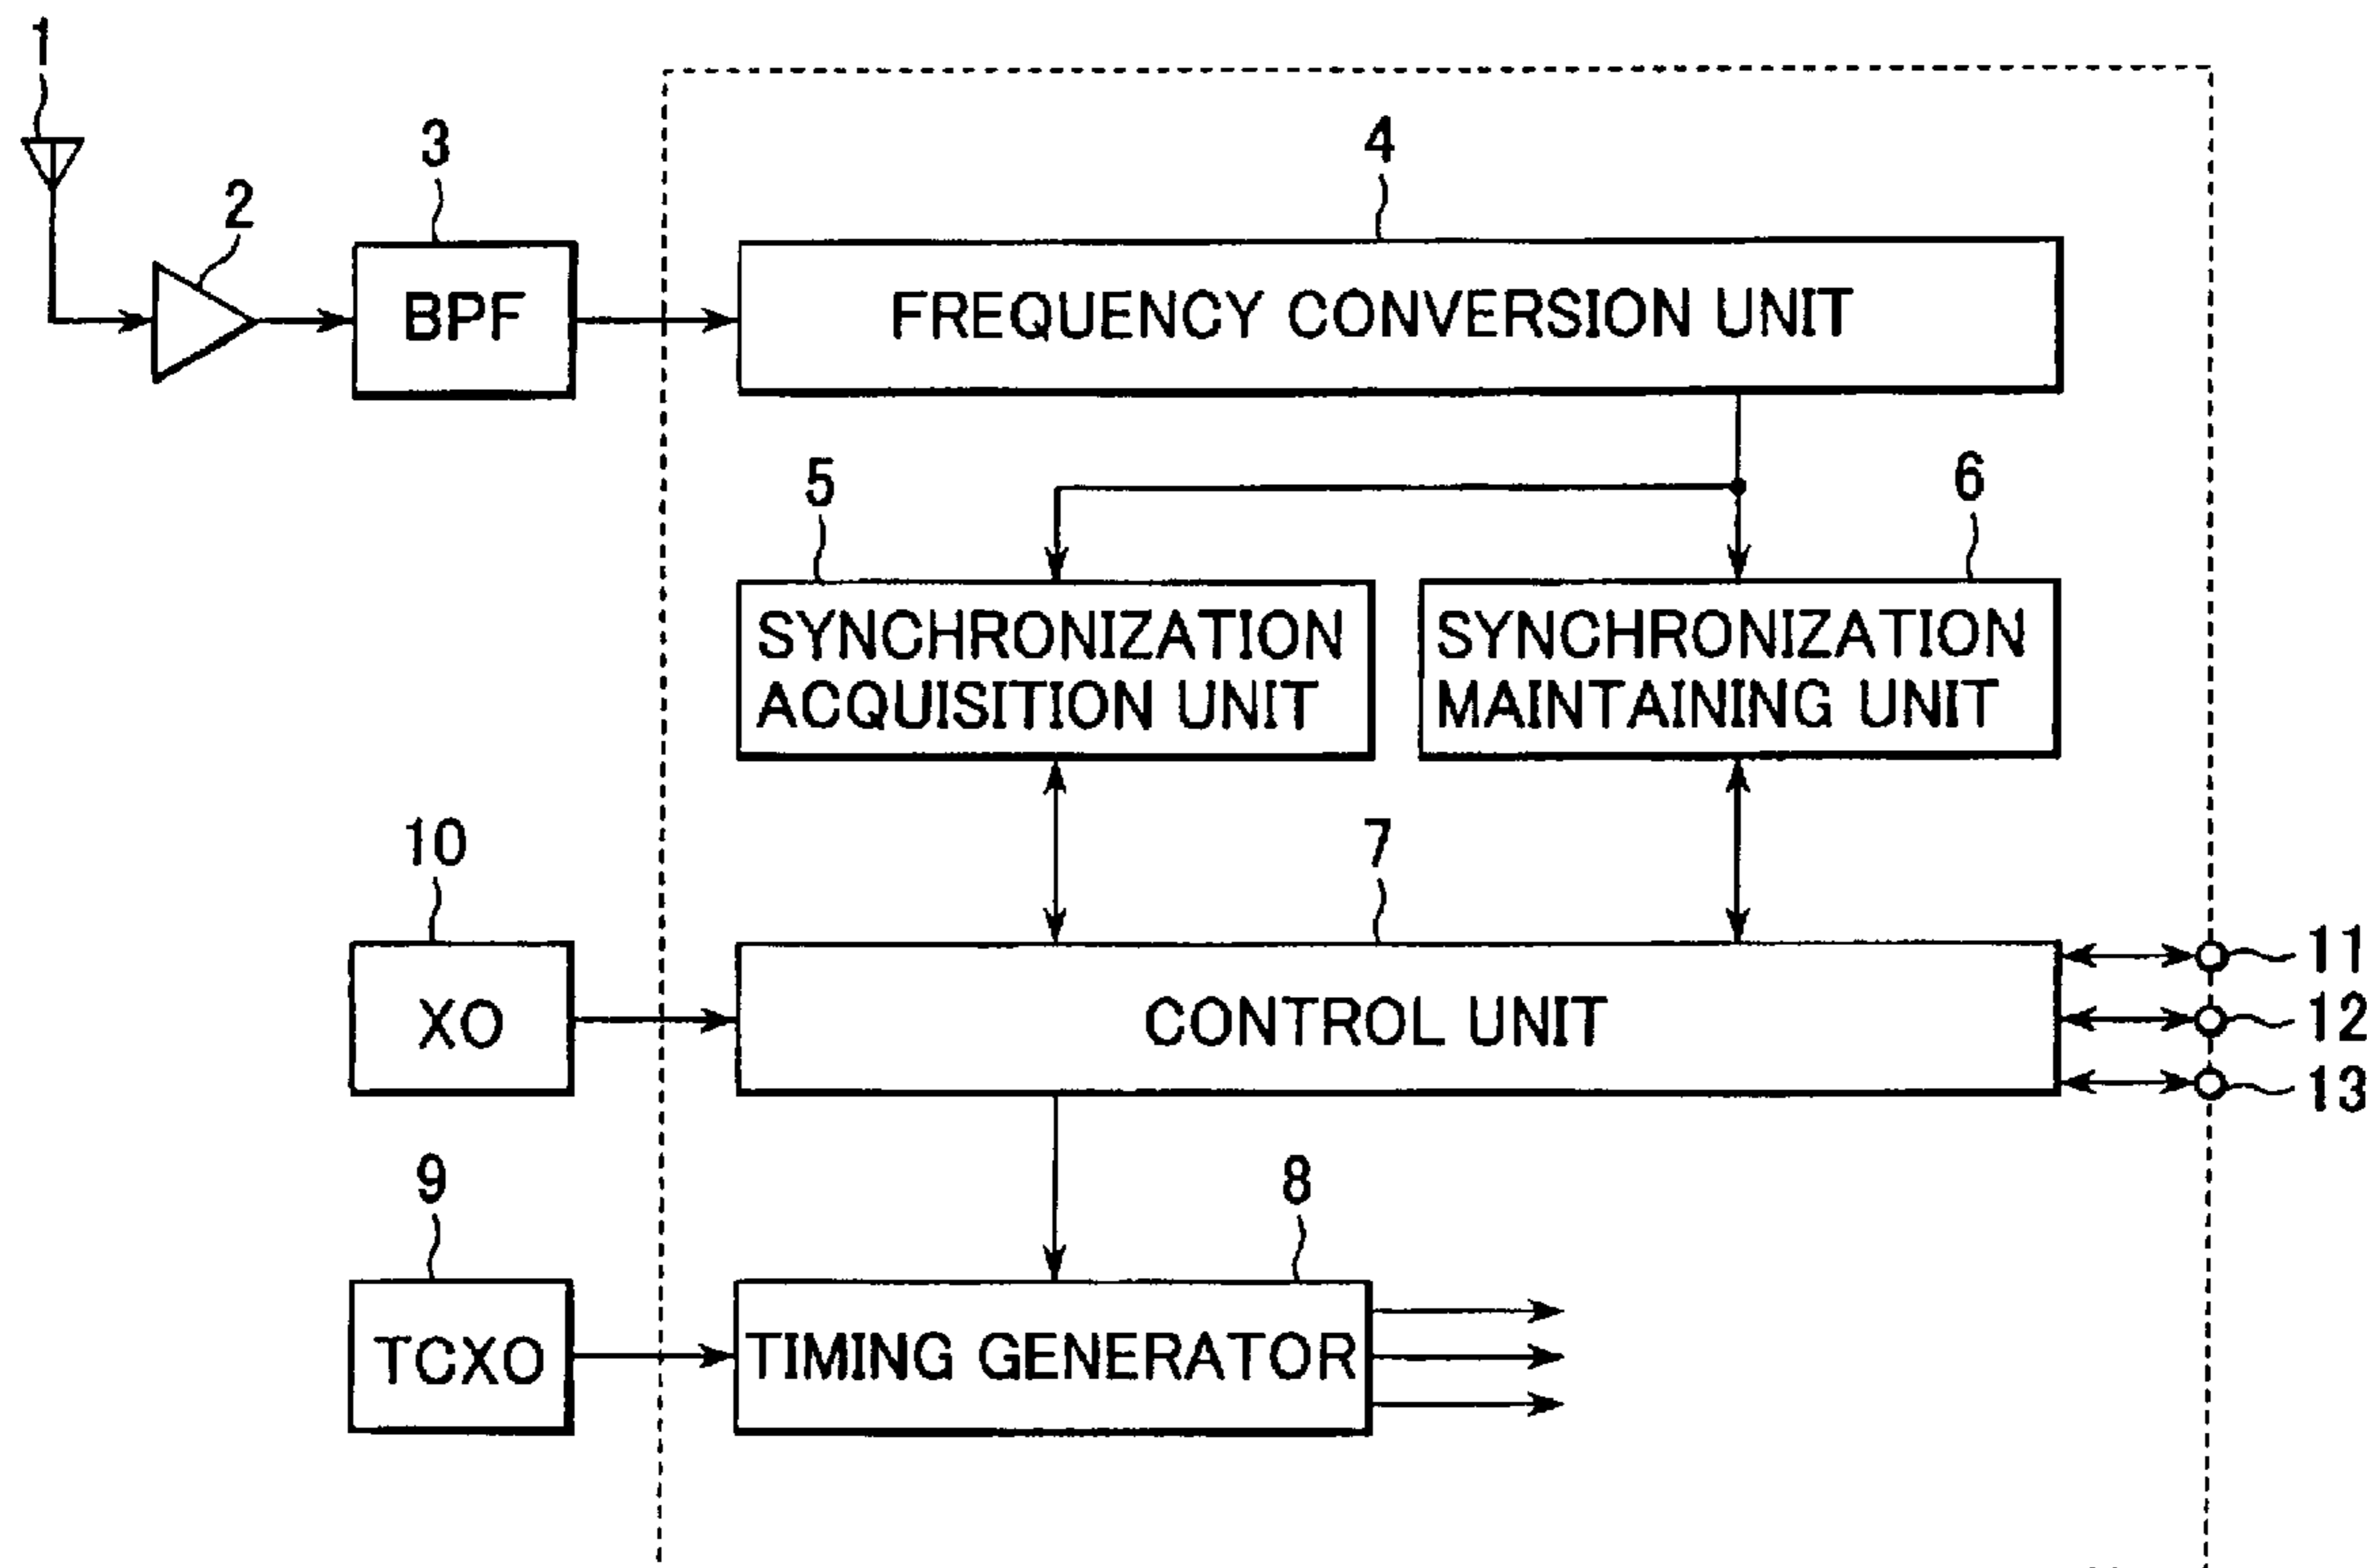 1
3
4
2
BPF
FREQUENCY CONVERSION UNIT
5
6
SYNCHRONIZATION
ACQUISITION UNIT
SYNCHRONIZATION
MAINTAINING UNIT
10
7
11
XO
CONTROL UNIT
12
13
9
8
TCXO
TIMING GENERATOR